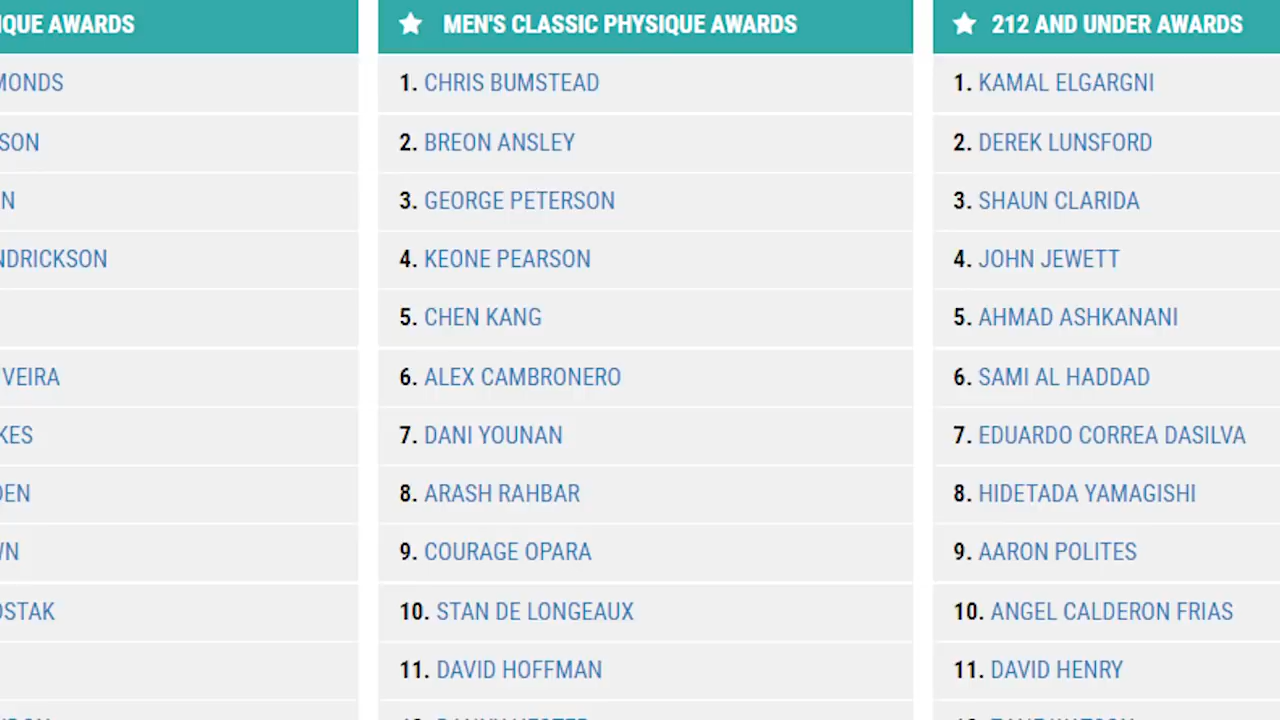 IQUE AWARDS
MONDS
SON
N
NDRICKSON
VEIRA
KES
DEN
WN
OSTAK
MEN'S CLASSIC PHYSIQUE AWARDS
1. CHRIS BUMSTEAD
2. BREON ANSLEY
3. GEORGE PETERSON
4. KEONE PEARSON
5. CHEN KANG
6. ALEX CAMBRONERO
7. DANI YOUNAN
8. ARASH RAHBAR
9. COURAGE OPARA
10. STAN DE LONGEAUX
11. DAVID HOFFMAN
212 AND UNDER AWARDS
1. KAMAL ELGARGNI
2. DEREK LUNSFORD
3. SHAUN CLARIDA
4. JOHN JEWETT
5. AHMAD ASHKANANI
6. SAMI AL HADDAD
7. EDUARDO CORREA DASILVA
8. HIDETADA YAMAGISHI
9. AARON POLITES
10. ANGEL CALDERON FRIAS
11. DAVID HENRY